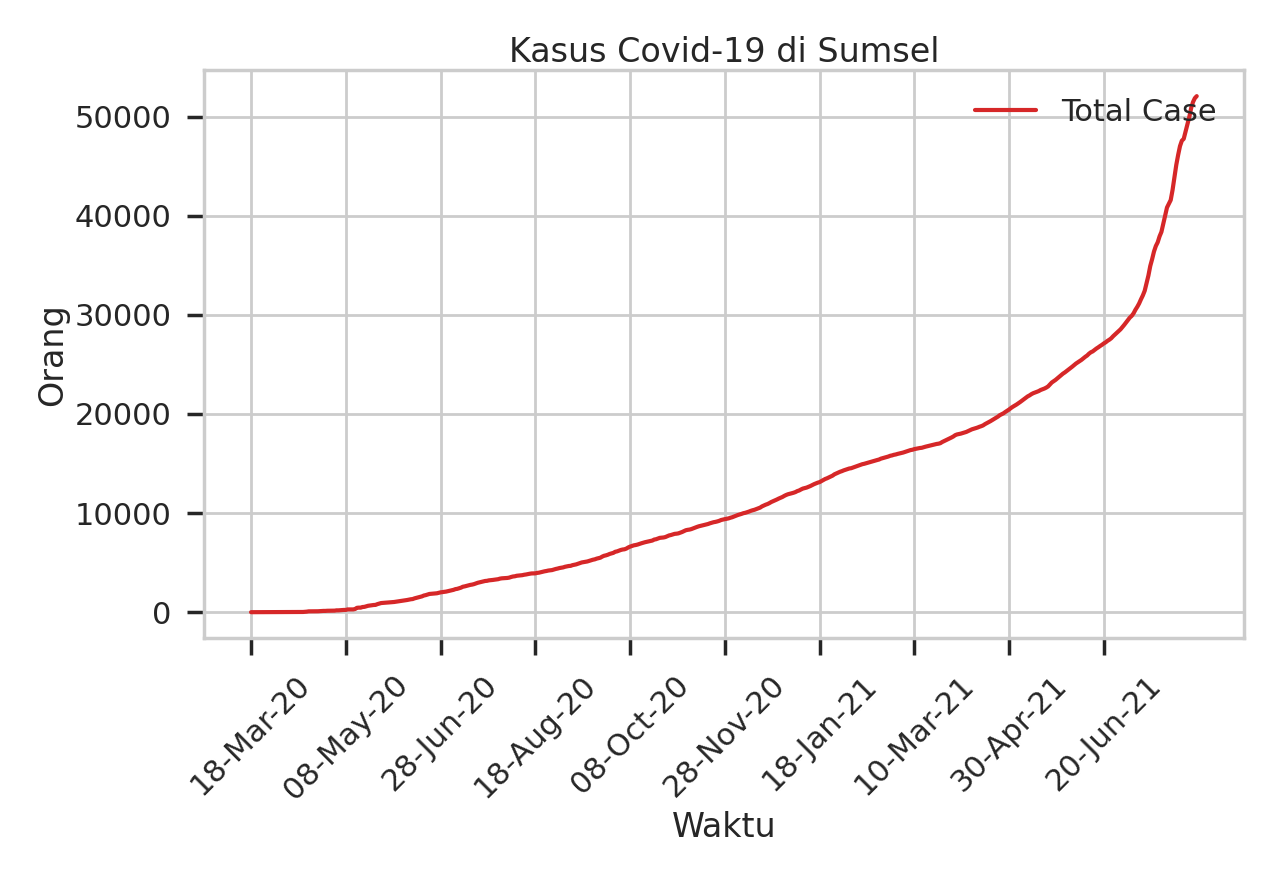 Kasus Covid-19 di Sumsel
Total Case
50000
40000
30000
20000
10000
0
Orang
18-Mar-20
08-May-20
28-Jun-20
18-Aug-20
08-Oct-20
28-Nov-20
18-Jan-21
10-Mar-21
30-Apr-21
20-Jun-21
Waktu